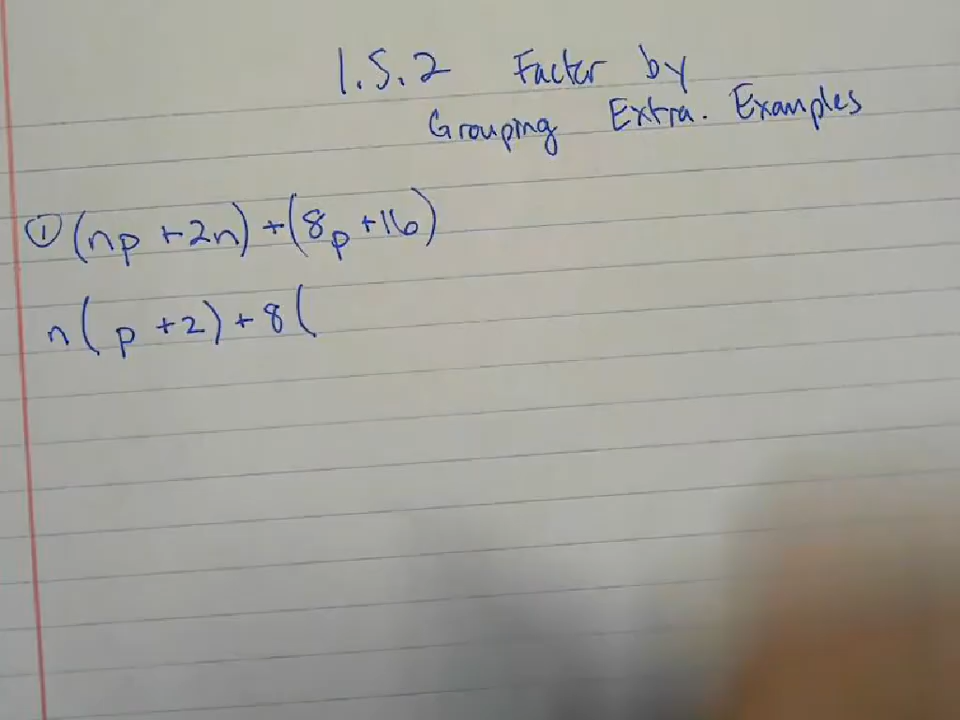 1.5.2 Factor by
Grouping Extra. Examples
① (np + 2n) + (8p + 16)
n(p + 2) + 8(